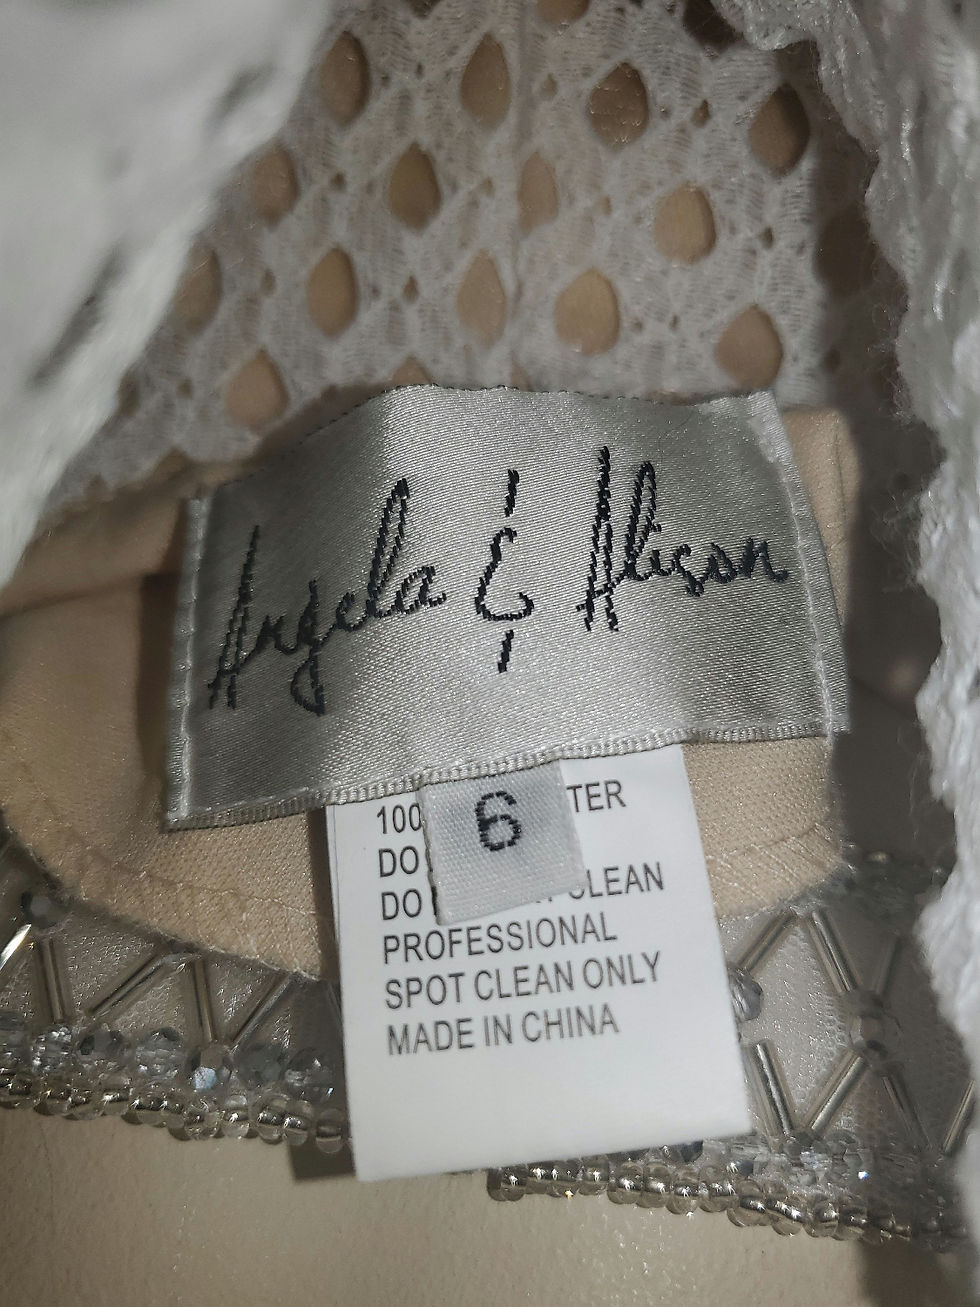 Angela & Alison
6
100 TER
DO
DO CLEAN
PROFESSIONAL
SPOT CLEAN ONLY
MADE IN CHINA